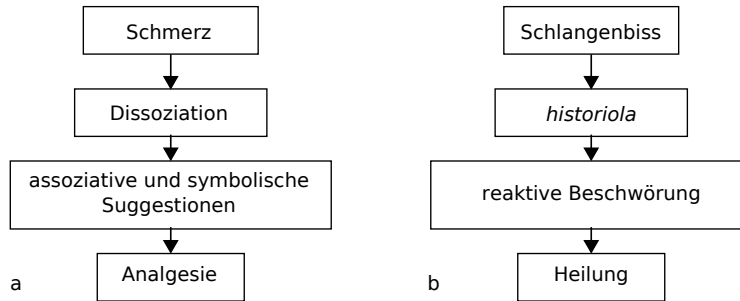 Schmerz
Dissoziation
assoziative und symbolische
Suggestionen
Analgesie
a
Schlangenbiss
historiola
reaktive Beschwörung
Heilung
b